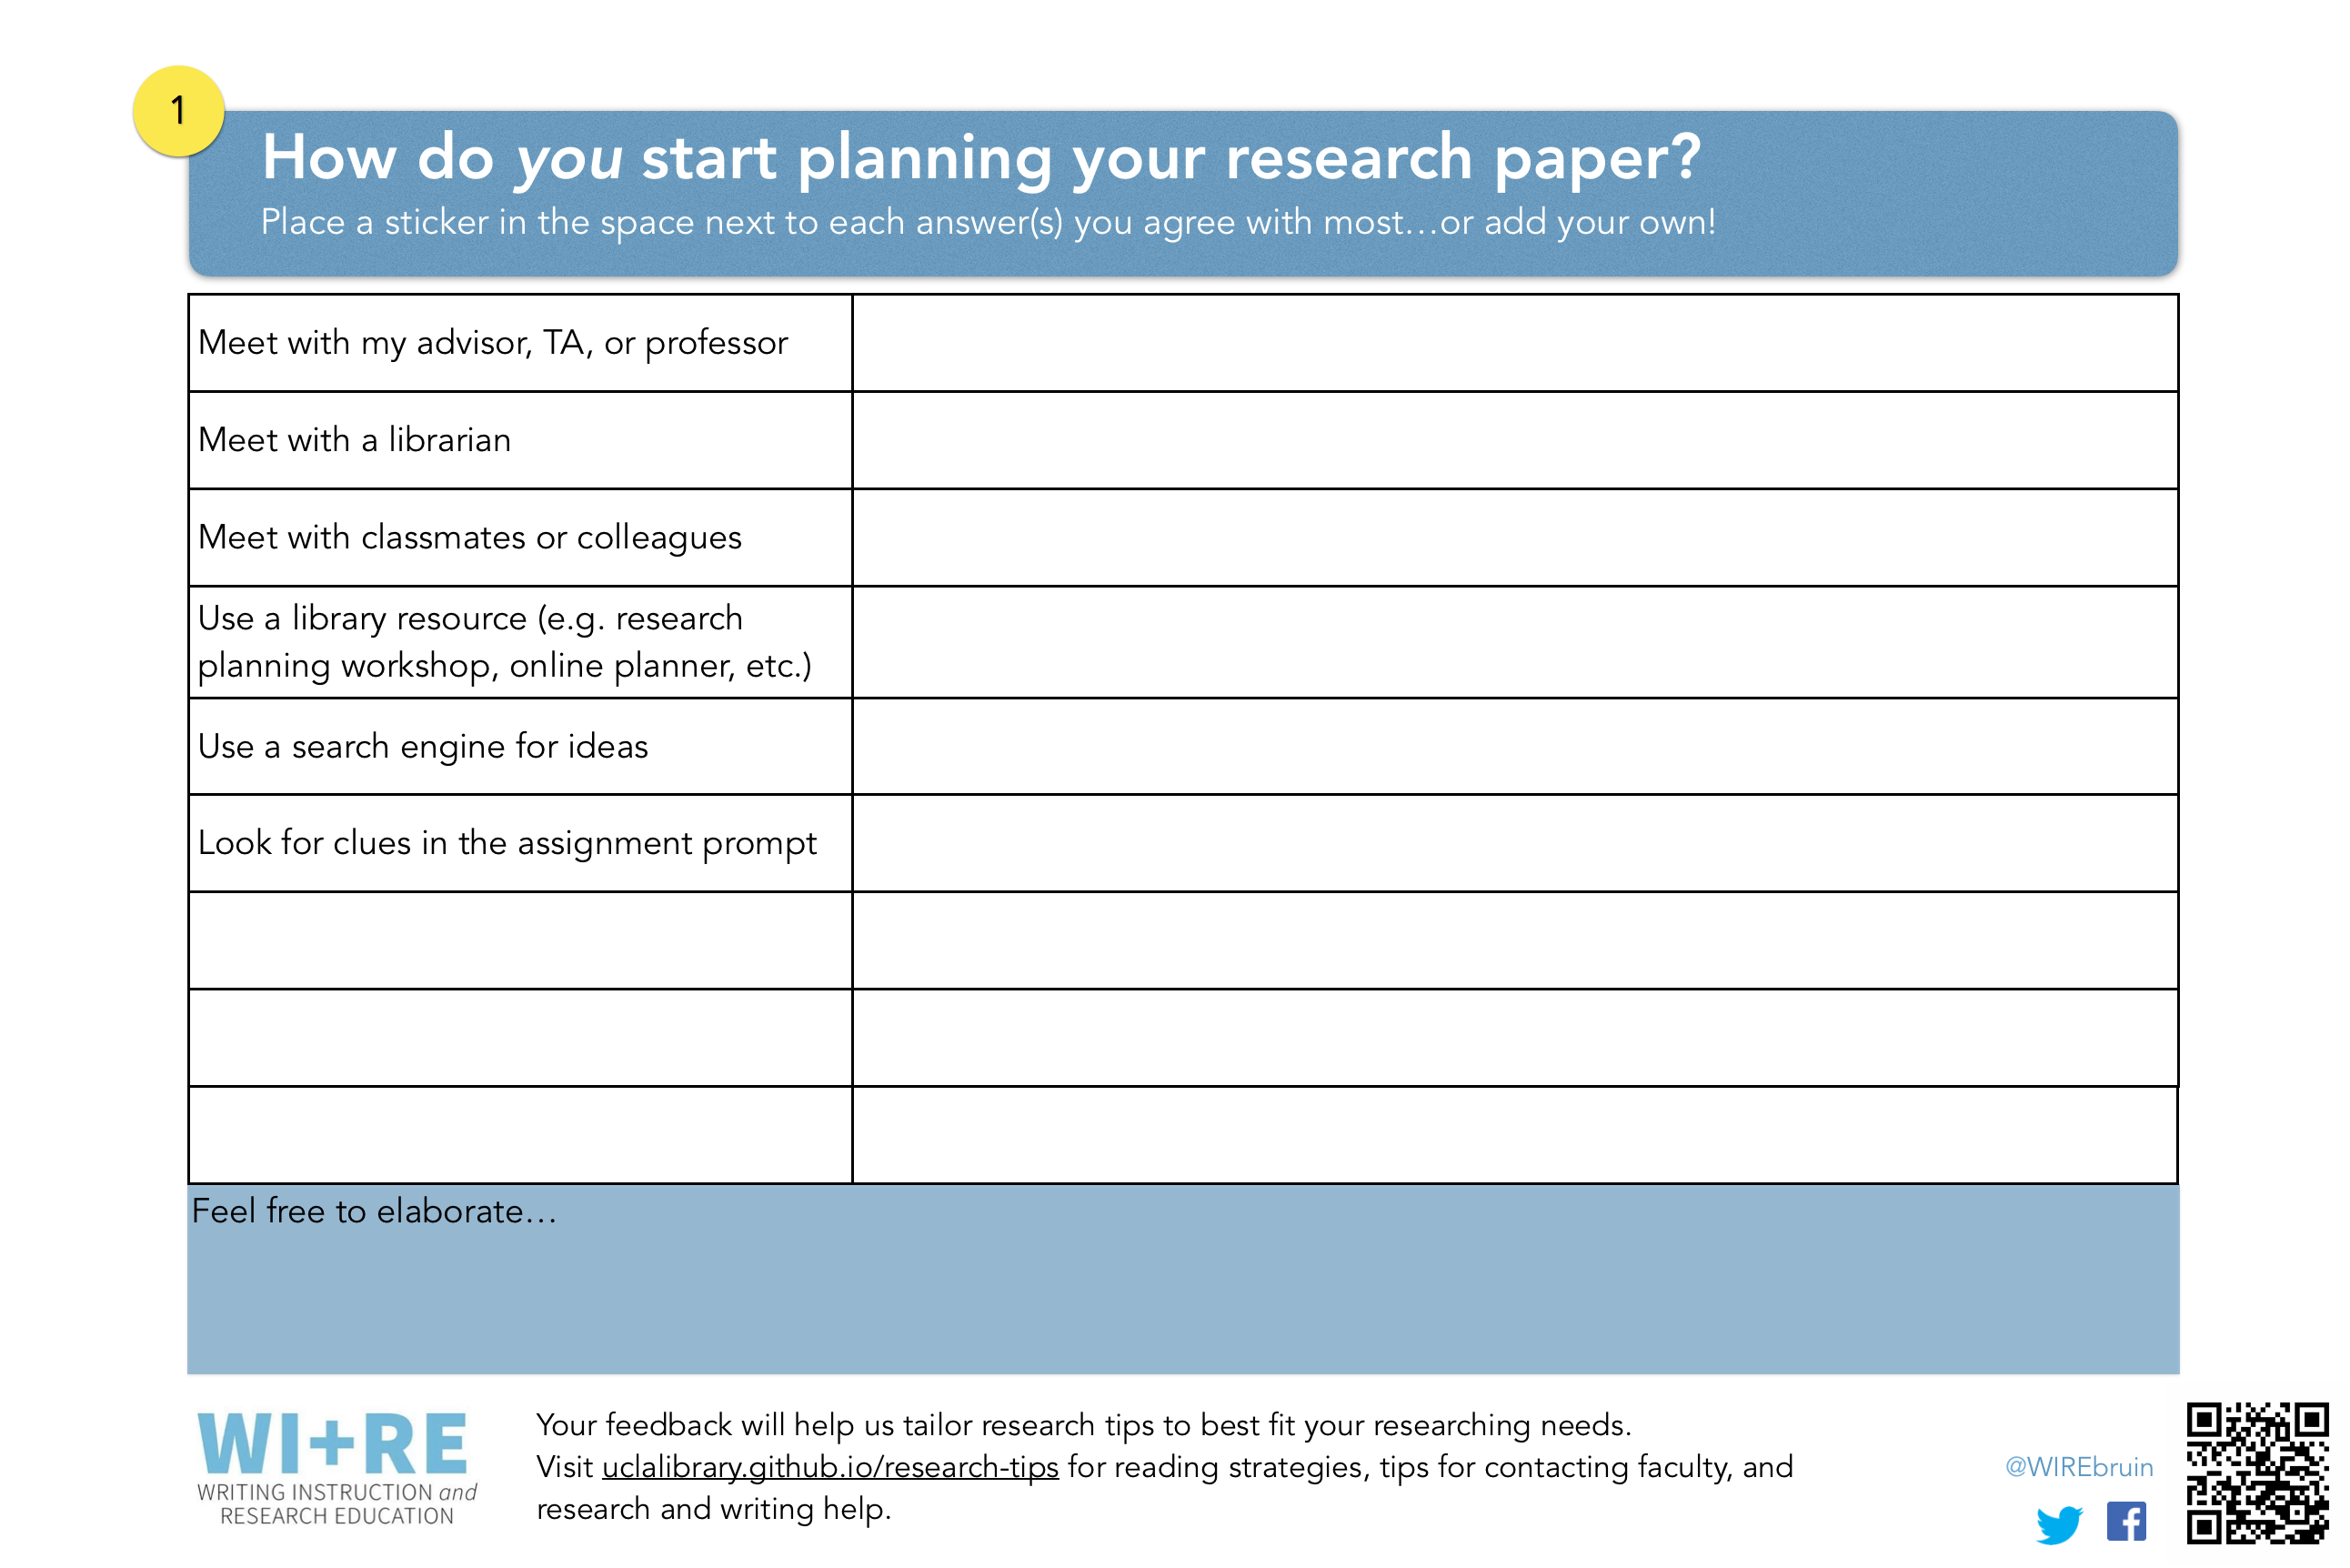 1
How do you start planning your research paper?
Place a sticker in the space next to each answer(s) you agree with most…or add your own!
Meet with my advisor, TA, or professor
Meet with a librarian
Meet with classmates or colleagues
Use a library resource (e.g. research
planning workshop, online planner, etc.)
Use a search engine for ideas
Look for clues in the assignment prompt
Feel free to elaborate…
WI+RE
WRITING INSTRUCTION and
RESEARCH EDUCATION
Your feedback will help us tailor research tips to best fit your researching needs.
Visit uclalibrary.github.io/research-tips for reading strategies, tips for contacting faculty, and
research and writing help.
@WIREbruin